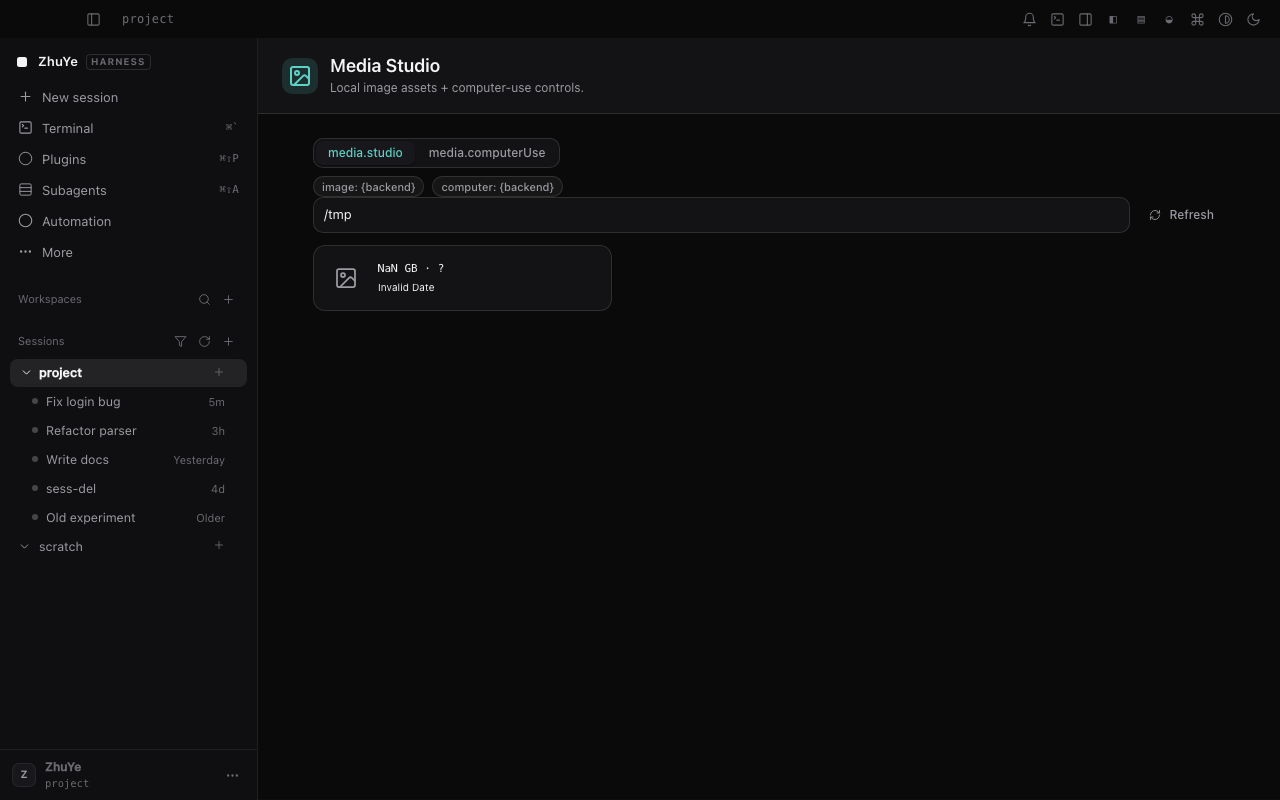 project
ZhuYe HARNESS
New session
Terminal ⌘`
Plugins ⌘⇧P
Subagents ⌘⇧A
Automation
More
Workspaces
Sessions
project
Fix login bug 5m
Refactor parser 3h
Write docs Yesterday
sess-del 4d
Old experiment Older
scratch
Z ZhuYe
project
Media Studio
Local image assets + computer-use controls.
media.studio media.computerUse
image: {backend} computer: {backend}
/tmp Refresh
NaN GB · ?
Invalid Date